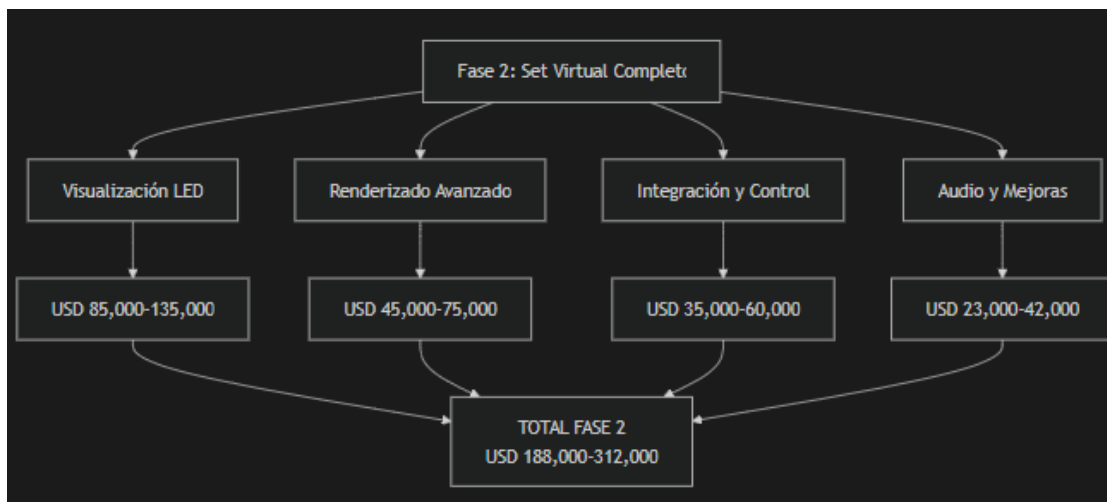 Fase 2: Set Virtual Completo
Visualización LED
Renderizado Avanzado
Integración y Control
Audio y Mejoras
USD 85,000-135,000
USD 45,000-75,000
USD 35,000-60,000
USD 23,000-42,000
TOTAL FASE 2
USD 188,000-312,000